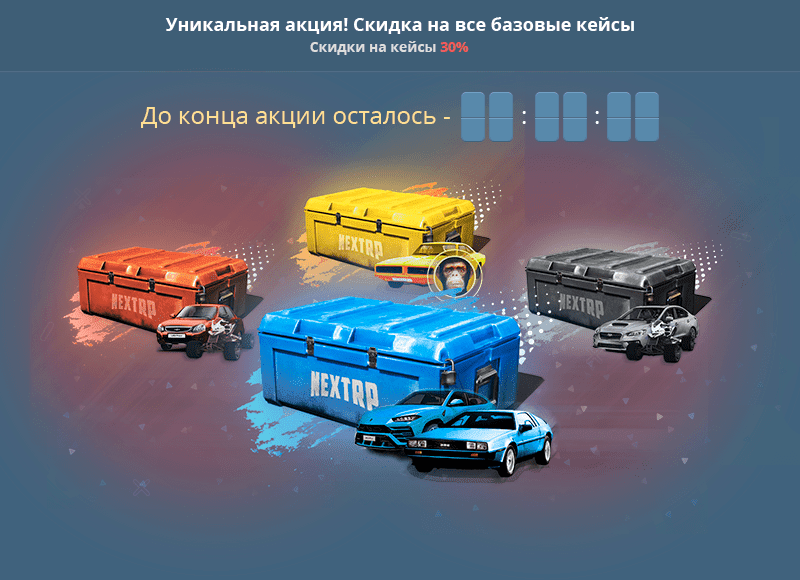 Уникальная акция! Скидка на все базовые кейсы
Скидки на кейсы 30%
До конца акции осталось - : :
NEXTRP
NEXTRP
NEXTRP
NEXTRP